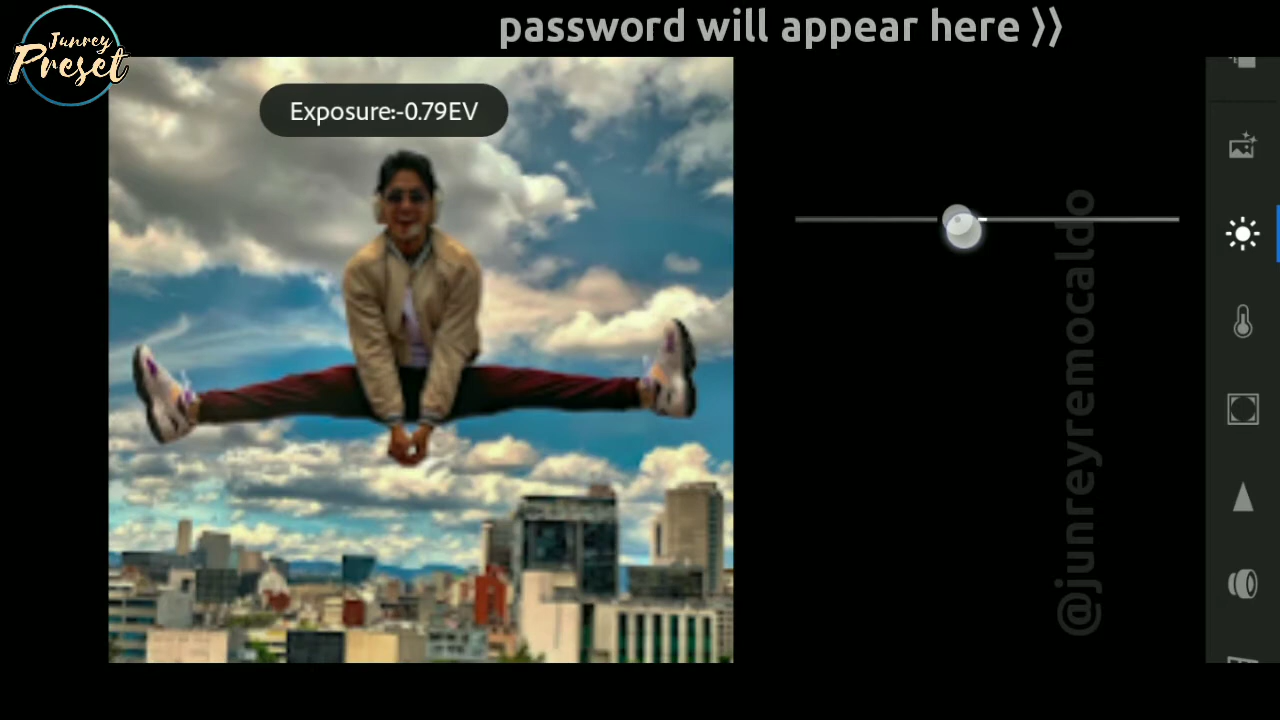 password will appear here ⟩⟩
Junrey
Preset
Exposure:-0.79EV
@junreyremocaldo